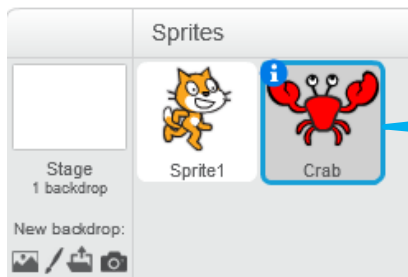 Sprites
i
Sprite1
Crab
Stage
1 backdrop
New backdrop: